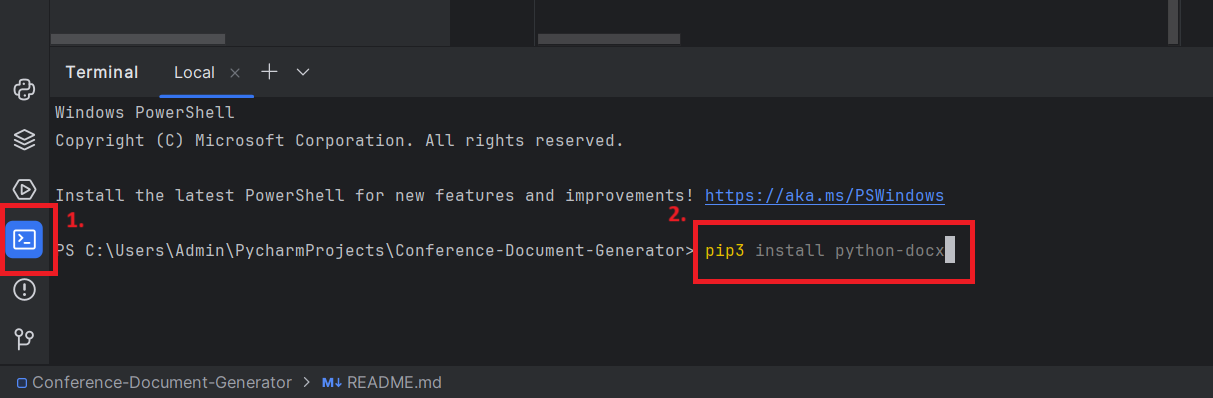 Terminal Local
Windows PowerShell
Copyright (C) Microsoft Corporation. All rights reserved.
Install the latest PowerShell for new features and improvements! https://aka.ms/PSWindows
1.
2.
PS C:\Users\Admin\PycharmProjects\Conference-Document-Generator> pip3 install python-docx
Conference-Document-Generator > M↓ README.md